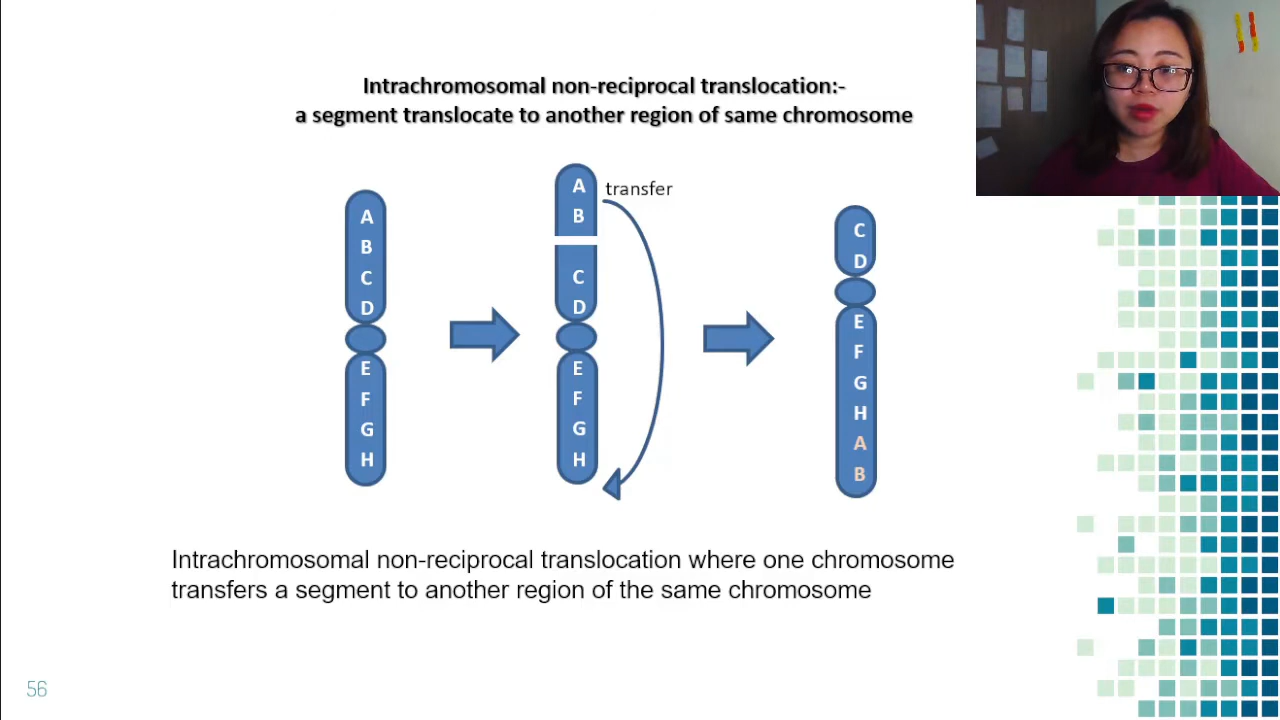 Intrachromosomal non-reciprocal translocation:-
a segment translocate to another region of same chromosome
A
B
C
D
E
F
G
H
A
B
C
D
E
F
G
H
transfer
C
D
E
F
G
H
A
B
Intrachromosomal non-reciprocal translocation where one chromosome
transfers a segment to another region of the same chromosome
56